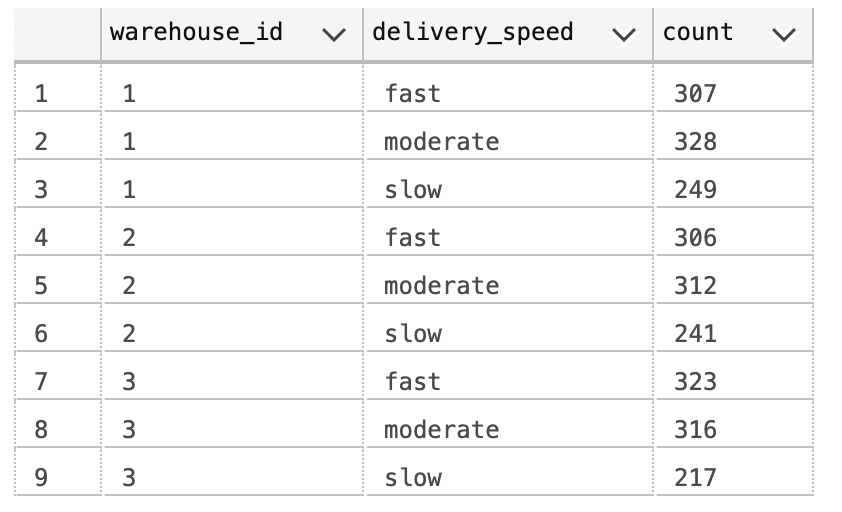 warehouse_id delivery_speed count
1 1 fast 307
2 1 moderate 328
3 1 slow 249
4 2 fast 306
5 2 moderate 312
6 2 slow 241
7 3 fast 323
8 3 moderate 316
9 3 slow 217